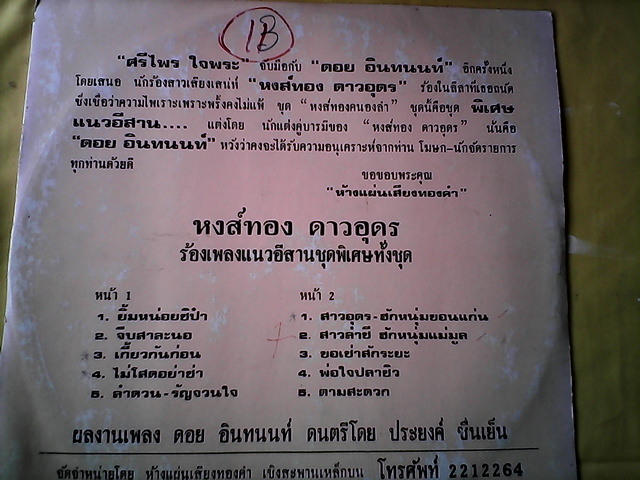 1B
"ศรีไพร ใจพระ" จับมือกับ "ดอย อินทนนท์" อีกครั้งหนึ่ง
โดยเสนอ นักร้องสาวเสียงเสน่ห์ "หงส์ทอง ดาวอุดร" ร้องในลีลาที่เธอถนัด
ซึ่งเชื่อว่าความไพเราะเพราะพริ้งคงไม่แพ้ ชุด "หงส์ทองคนองลำ" ชุดนี้คือชุด พิเศษ
แนวอีสาน.... แต่งโดย นักแต่งคู่บารมีของ "หงส์ทอง ดาวอุดร" นั่นคือ
"ดอย อินทนนท์" หวังว่าคงจะได้รับความอนุเคราะห์จากท่าน โฆษก-นักจัดรายการ
ทุกท่านด้วยดี
ขอขอบพระคุณ
"ห้างแผ่นเสียงทองคำ"
หงส์ทอง ดาวอุดร
ร้องเพลงแนวอีสานชุดพิเศษทั้งชุด
หน้า 1
1. ยิ้มหน่อยซิป้า
2. จีบสาละนอ
3. เกี้ยวกันก่อน
4. ไม่โสดอย่าซ่า
5. ลำดวน-รัญจวนใจ
หน้า 2
1. สาวอุดร-ฮักหนุ่มขอนแก่น
2. สาวลำชี ฮักหนุ่มแม่มูล
3. ขอเซ่าสักระยะ
4. พ่อใจปลาซิว
5. ตามสะดวก
ผลงานเพลง ดอย อินทนนท์ ดนตรีโดย ประยงค์ ชื่นเย็น
จัดจำหน่ายโดย ห้างแผ่นเสียงทองคำ เชิงสะพานเหล็กบน โทรศัพท์ 2212264